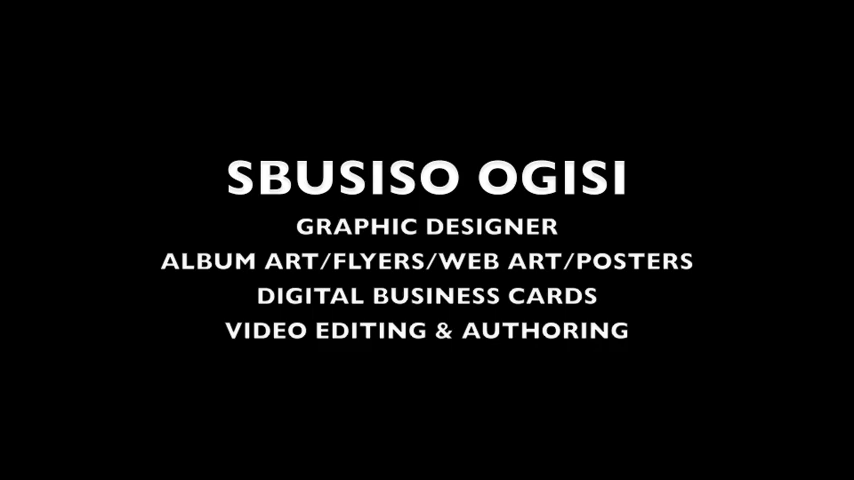 SBUSISO OGISI
GRAPHIC DESIGNER
ALBUM ART/FLYERS/WEB ART/POSTERS
DIGITAL BUSINESS CARDS
VIDEO EDITING & AUTHORING